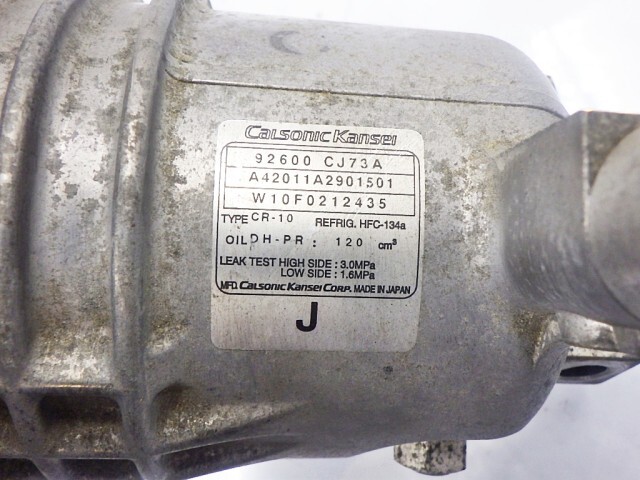 Calsonic Kansei
92600 CJ73A
A42011A2901501
W10F0212435
TYPE CR-10 REFRIG. HFC-134a
OIL DH-PR : 120 cm³
LEAK TEST HIGH SIDE : 3.0MPa
LOW SIDE : 1.6MPa
MFD. CALSONIC KANSEI CORP. MADE IN JAPAN
J